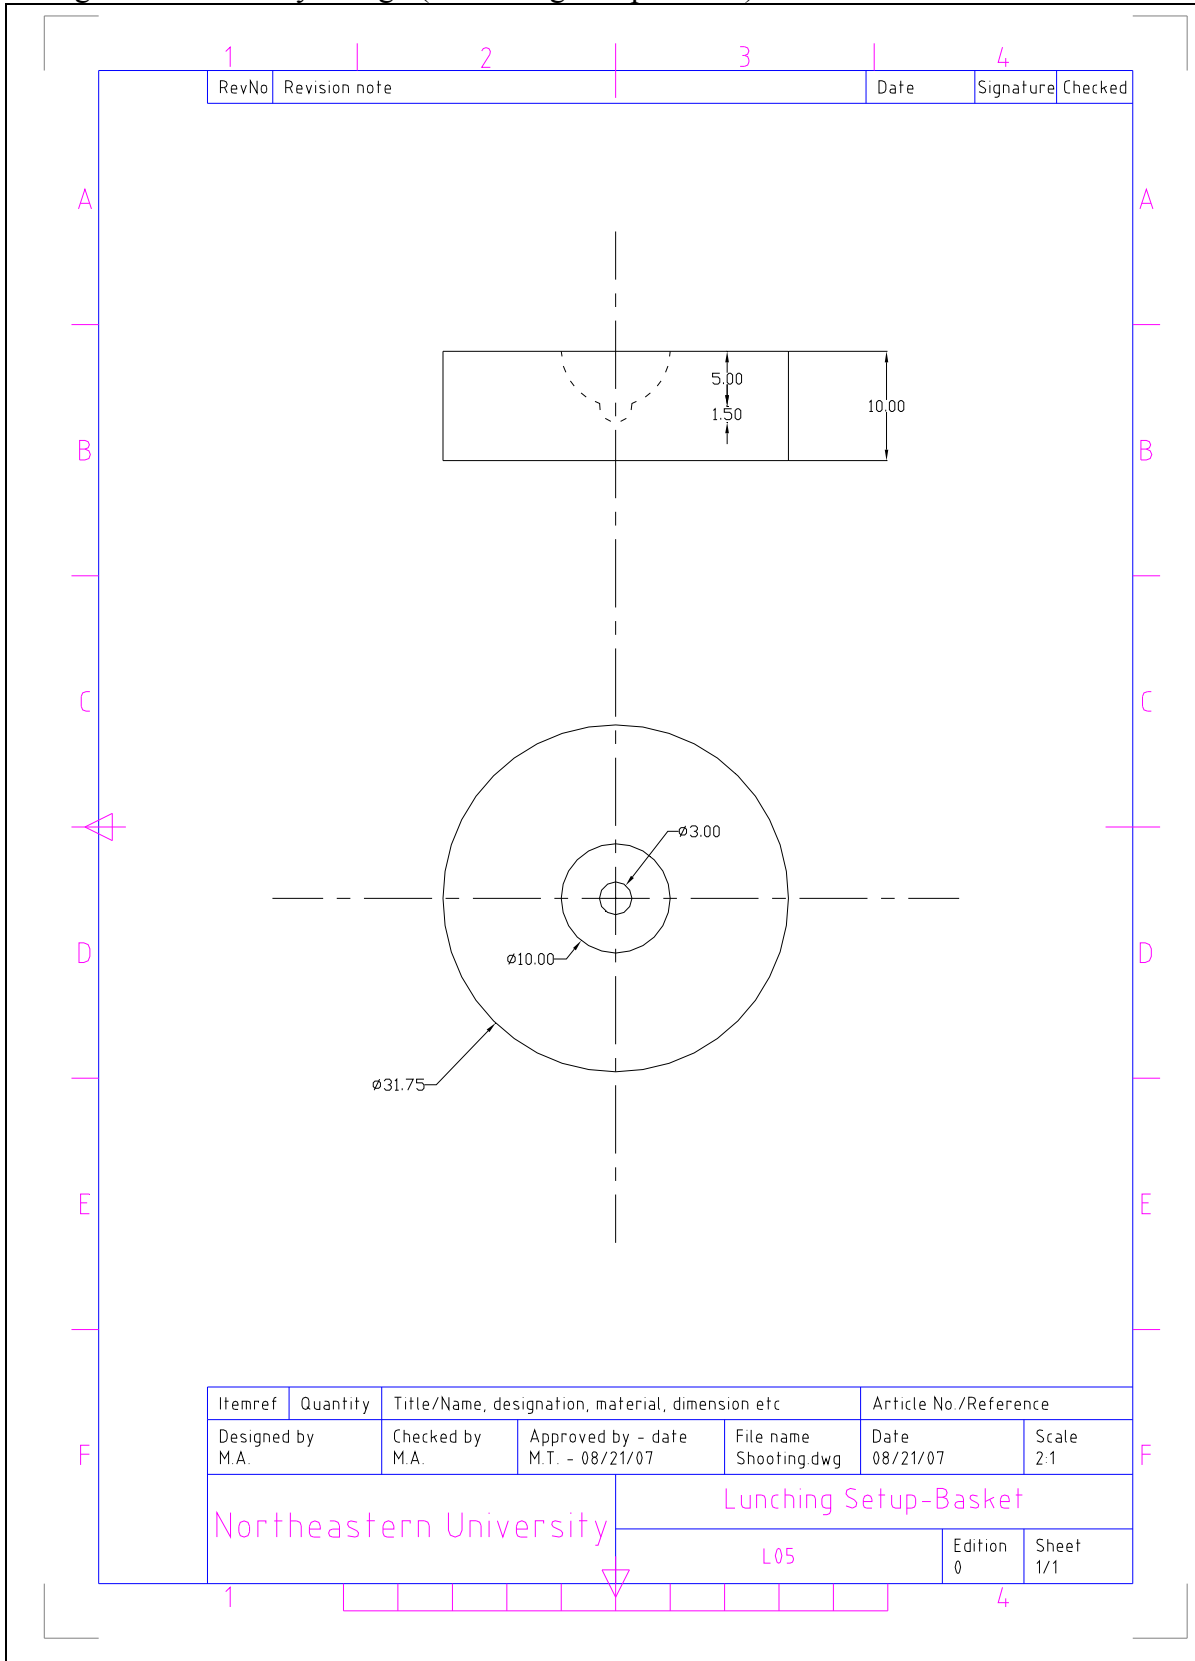 1 2 3 4
RevNo Revision note Date Signature Checked
A A
5.00
10.00
1.50
B B
C C
ø3.00
D D
ø10.00
ø31.75
E E
Itemref Quantity Title/Name, designation, material, dimension etc Article No./Reference
Designed by Checked by Approved by - date File name Date Scale
M.A. M.A. M.T. - 08/21/07 Shooting.dwg 08/21/07 2:1
F F
Lunching Setup-Basket
Northeastern University
L05
Edition Sheet
0 1/1
1 4